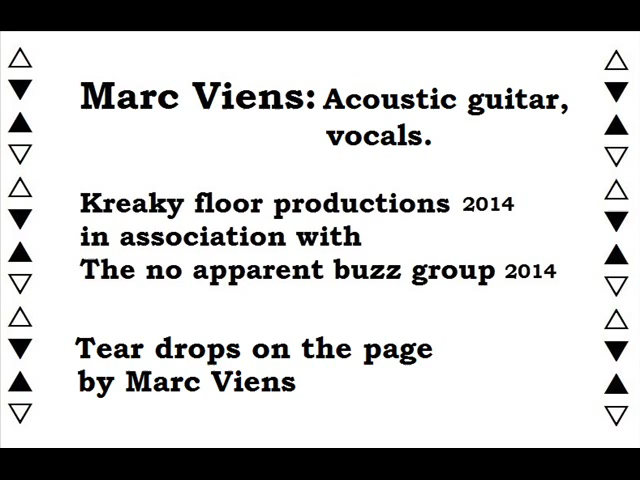 Marc Viens: Acoustic guitar,
vocals.
Kreaky floor productions 2014
in association with
The no apparent buzz group 2014
Tear drops on the page
by Marc Viens